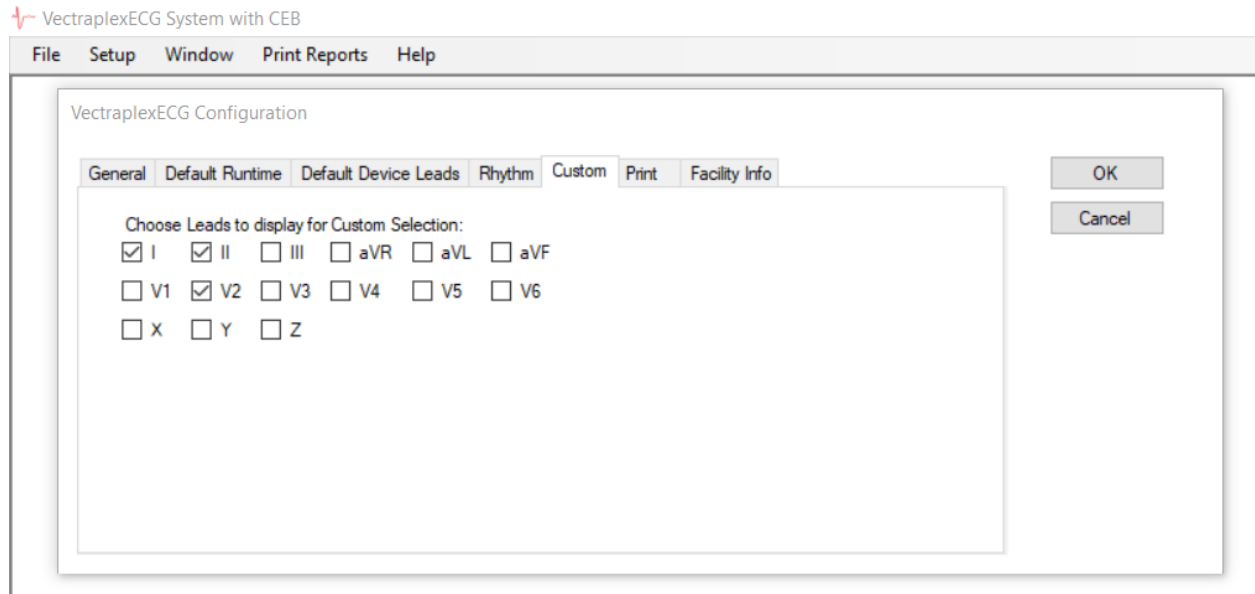 VectraplexECG System with CEB
File Setup Window Print Reports Help
VectraplexECG Configuration
General Default Runtime Default Device Leads Rhythm Custom Print Facility Info
OK
Cancel
Choose Leads to display for Custom Selection:
I II III aVR aVL aVF
V1 V2 V3 V4 V5 V6
X Y Z